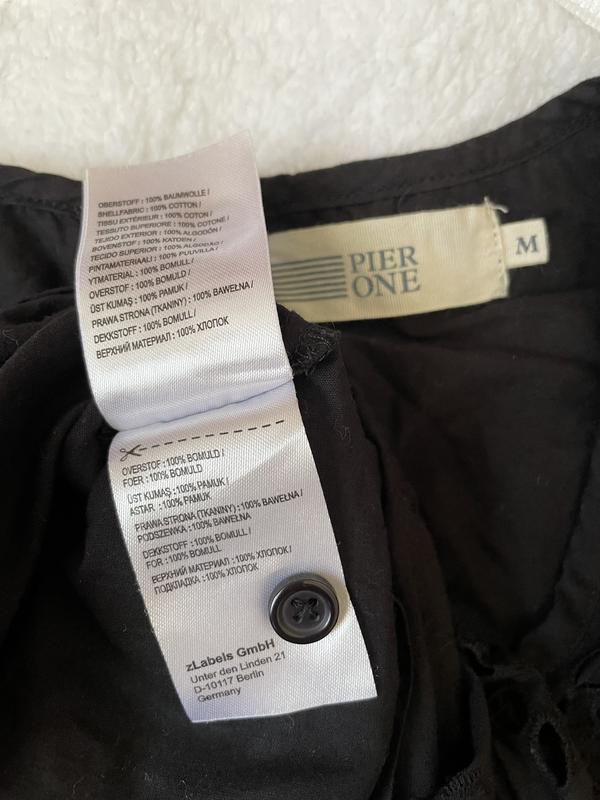 OBERSTOFF : 100% BAUMWOLLE /
SHELLFABRIC : 100% COTTON /
TISSU EXTÉRIEUR : 100% COTON /
TESSUTO SUPERIORE : 100% COTONE /
TEJIDO EXTERIOR : 100% ALGODÓN /
BOVENSTOF : 100% KATOEN /
TECIDO SUPERIOR : 100% ALGODÃO /
PINTAMATERIAALI : 100% PUUVILLA /
YTMATERIAL : 100% BOMULL /
OVERSTOF : 100% BOMULD /
ÜST KUMAŞ : 100% PAMUK /
PRAWA STRONA (TKANINY) : 100% BAWEŁNA /
DEKKSTOFF : 100% BOMULL /
ВЕРХНИЙ МАТЕРИАЛ : 100% ХЛОПОК
PIER
ONE
M
OVERSTOF :100% BOMULD /
FOER :100% BOMULD
ÜST KUMAŞ :100% PAMUK /
ASTAR :100% PAMUK
PRAWA STRONA (TKANINY) :100% BAWEŁNA /
PODSZEWKA :100% BAWEŁNA
DEKKSTOFF :100% BOMULL /
FOR :100% BOMULL
ВЕРХНИЙ МАТЕРИАЛ :100% ХЛОПОК /
ПОДКЛАДКА :100% ХЛОПОК
zLabels GmbH
Unter den Linden 21
D-10117 Berlin
Germany